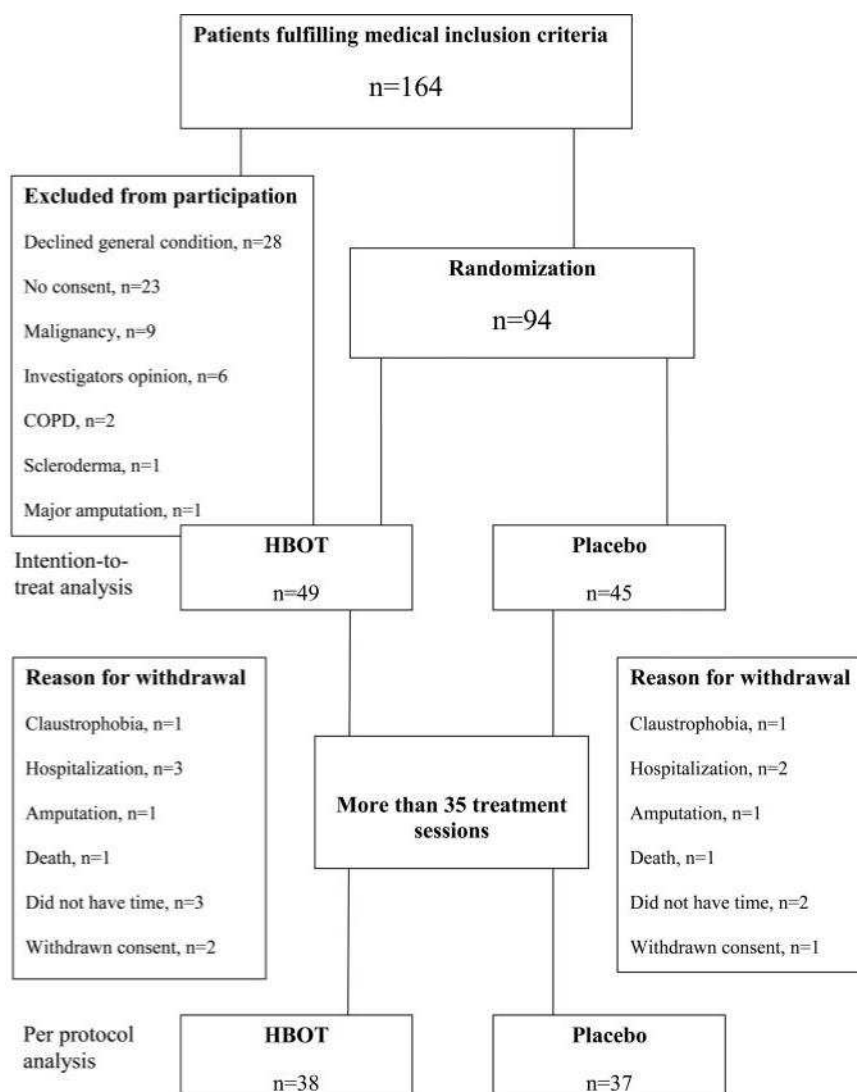 Patients fulfilling medical inclusion criteria
n=164
Excluded from participation
Declined general condition, n=28
No consent, n=23
Malignancy, n=9
Investigators opinion, n=6
COPD, n=2
Scleroderma, n=1
Major amputation, n=1
Randomization
n=94
Intention-to-
treat analysis
HBOT
n=49
Placebo
n=45
Reason for withdrawal
Claustrophobia, n=1
Hospitalization, n=3
Amputation, n=1
Death, n=1
Did not have time, n=3
Withdrawn consent, n=2
More than 35 treatment
sessions
Reason for withdrawal
Claustrophobia, n=1
Hospitalization, n=2
Amputation, n=1
Death, n=1
Did not have time, n=2
Withdrawn consent, n=1
Per protocol
analysis
HBOT
n=38
Placebo
n=37